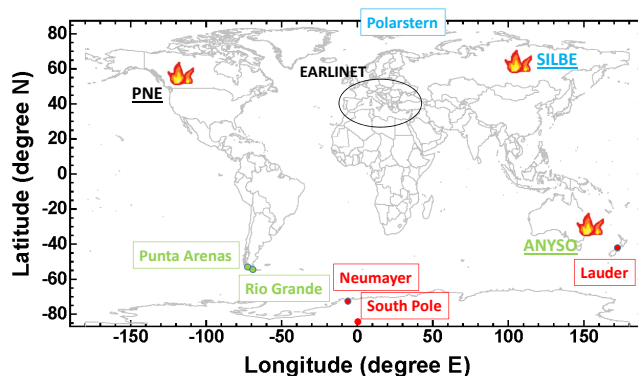 Polarstern
80
60
40
20
0
-20
-40
-60
-80
Latitude (degree N)
EARLINET
SILBE
PNE
ANYSO
Punta Arenas
Rio Grande
Neumayer
Lauder
South Pole
-150 -100 -50 0 50 100 150
Longitude (degree E)